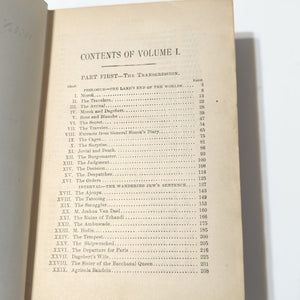 CONTENTS OF VOLUME I.
PART FIRST—THE TRANSGRESSION.
CHAP. PAGE
PROLOGUE—THE LAND'S END OF TWO WORLDS.
I. Morok
II. The Travelers
III. The Arrival
IV. Morok and Dagobert
V. Rose and Blanche
VI. The Secret
VII. The Traveler
VIII. Extracts from General Simon's Diary
IX. The Cages
X. The Surprise
XI. Jovial and Death
XII. The Burgomaster
XIII. The Judgment
XIV. The Decision
XV. The Despatches
XVI. The Orders
INTERVAL—THE WANDERING JEW'S SENTENCE.
XVII. The Ajoupa
XVIII. The Tattooing
XIX. The Smuggler
XX. M. Joshua Van Dael
XXI. The Ruins of Tchandi
XXII. The Ambuscade
XXIII. M. Rodin
XXIV. The Tempest
XXV. The Shipwrecked
XXVI. The Departure for Paris
XXVII. Dagobert's Wife
XXVIII. The Sister of the Bacchanal Queen
XXIX. Agricola Baudoin